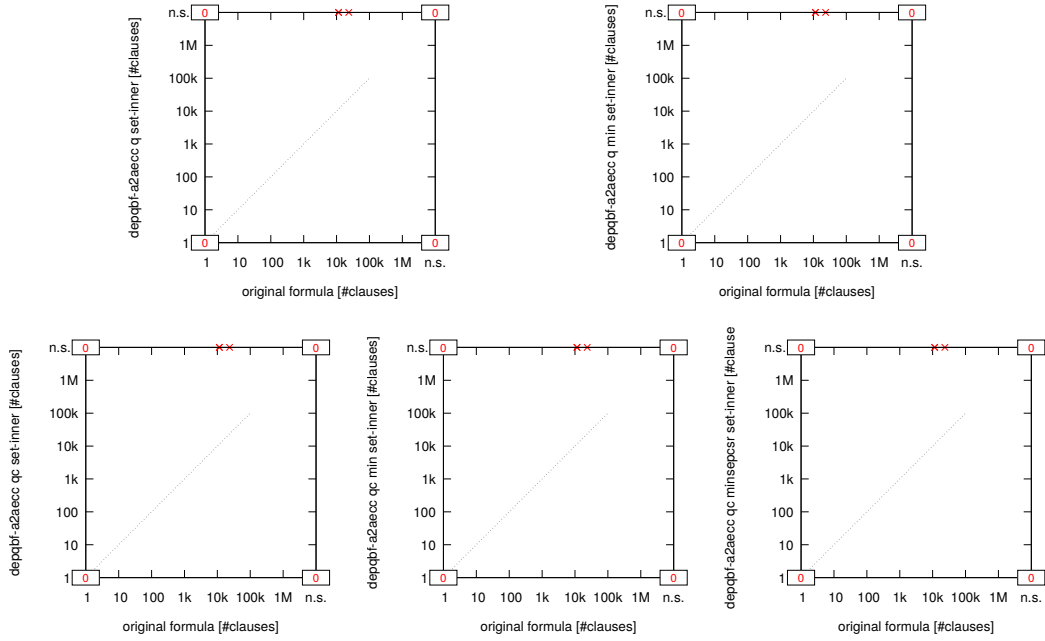 n.s. 0 0
1M
100k
10k
1k
100
10
1 0 0
1 10 100 1k 10k 100k 1M n.s.
original formula [#clauses]
depqbf-a2aecc q set-inner [#clauses]
n.s. 0 0
1M
100k
10k
1k
100
10
1 0 0
1 10 100 1k 10k 100k 1M n.s.
original formula [#clauses]
depqbf-a2aecc q min set-inner [#clauses]
n.s. 0 0
1M
100k
10k
1k
100
10
1 0 0
1 10 100 1k 10k 100k 1M n.s.
original formula [#clauses]
depqbf-a2aecc qc set-inner [#clauses]
n.s. 0 0
1M
100k
10k
1k
100
10
1 0 0
1 10 100 1k 10k 100k 1M n.s.
original formula [#clauses]
depqbf-a2aecc qc min set-inner [#clauses]
n.s. 0 0
1M
100k
10k
1k
100
10
1 0 0
1 10 100 1k 10k 100k 1M n.s.
original formula [#clauses]
depqbf-a2aecc qc minsepcsr set-inner [#clause